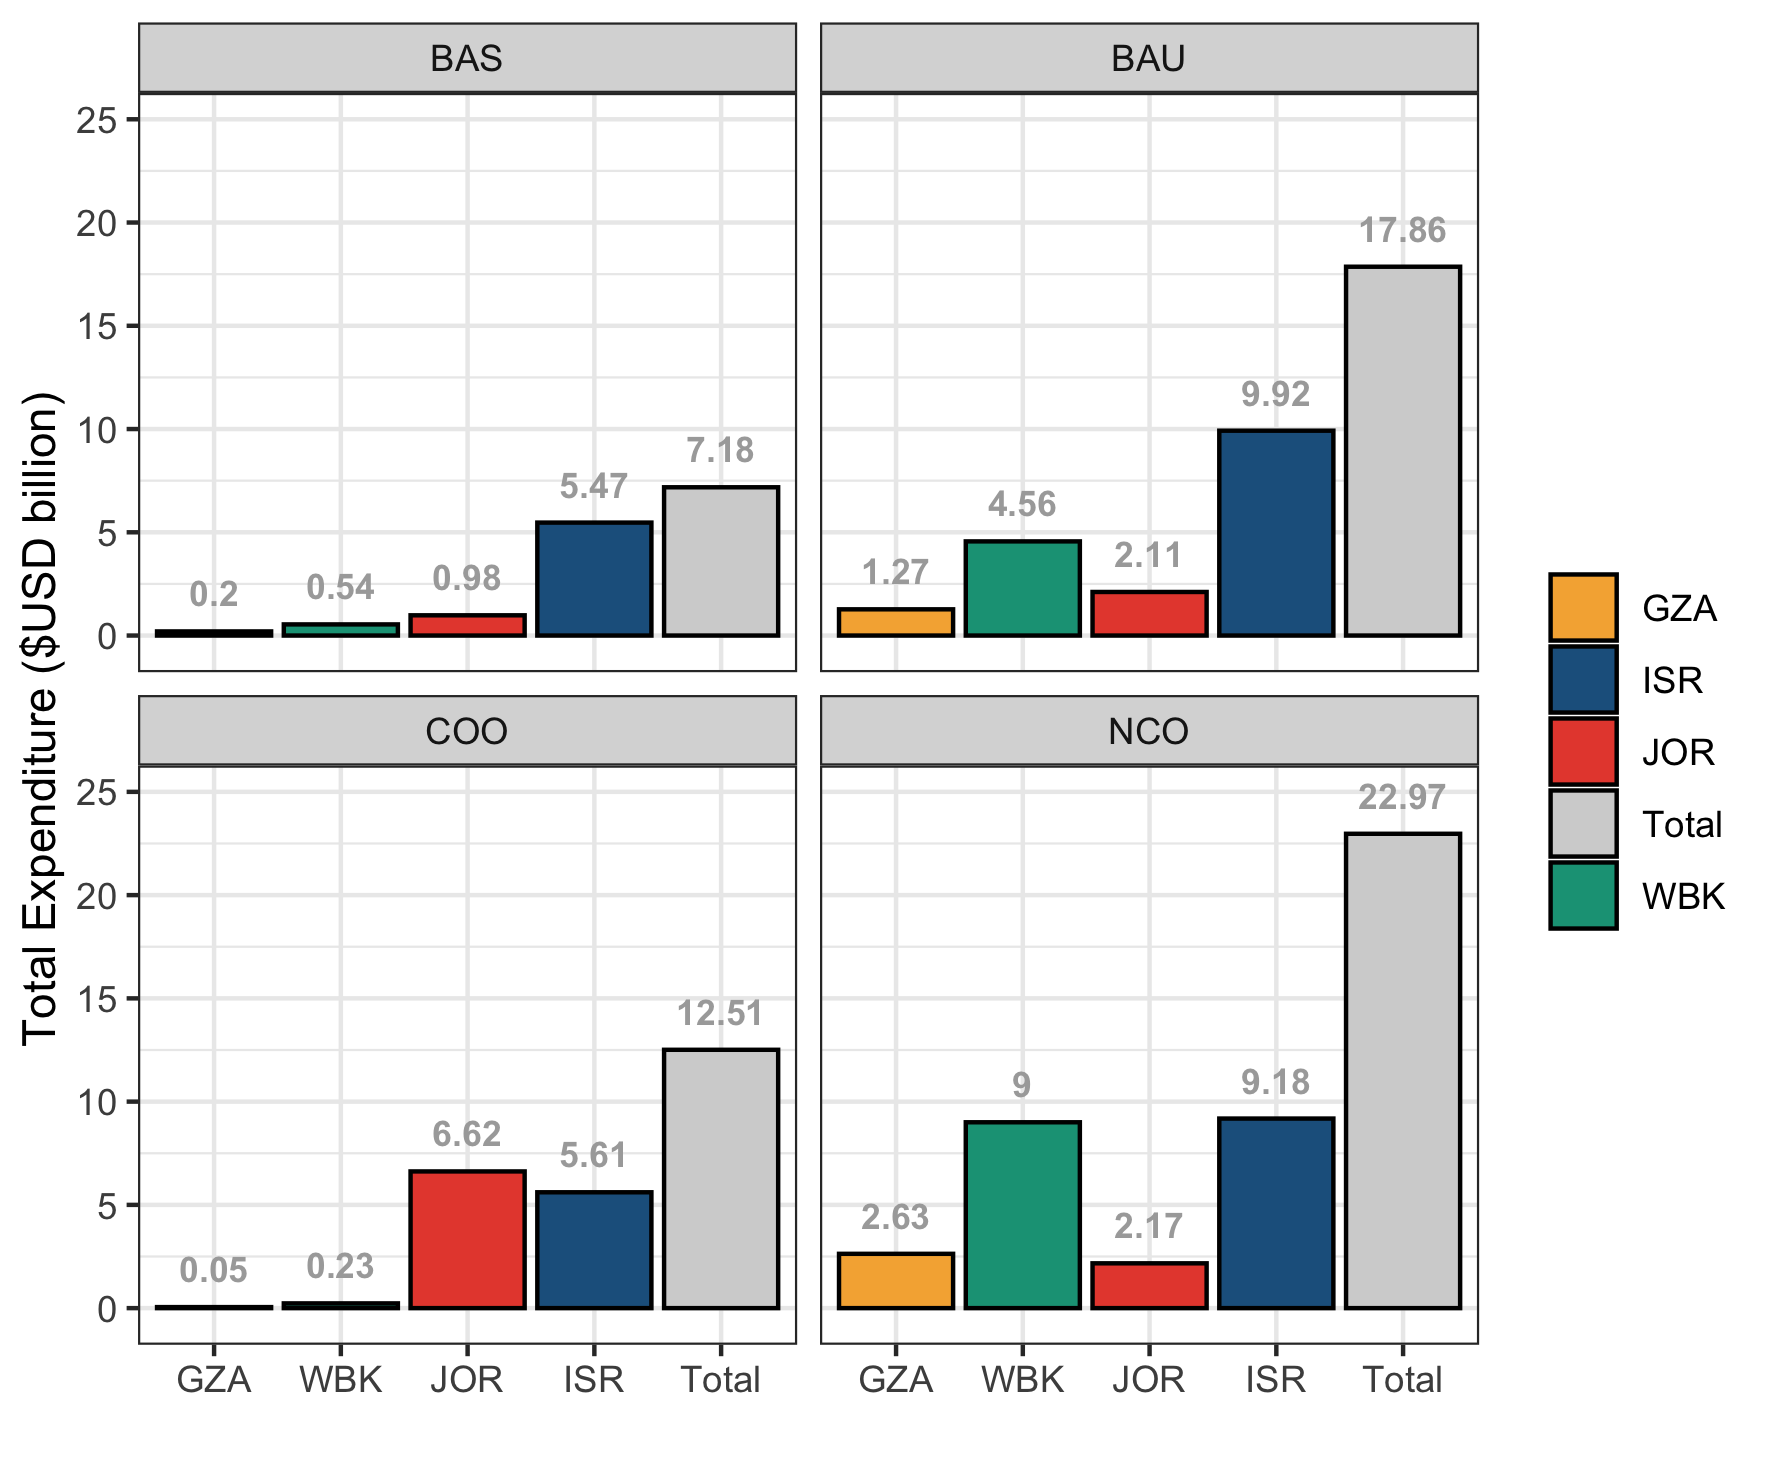 BAS
BAU
25
20
15
10
5
0
0.2
0.54
0.98
5.47
7.18
1.27
4.56
2.11
9.92
17.86
COO
NCO
25
20
15
10
5
0
0.05
0.23
6.62
5.61
12.51
2.63
9
2.17
9.18
22.97
GZA WBK JOR ISR Total
GZA WBK JOR ISR Total
Total Expenditure ($USD billion)
GZA
ISR
JOR
Total
WBK